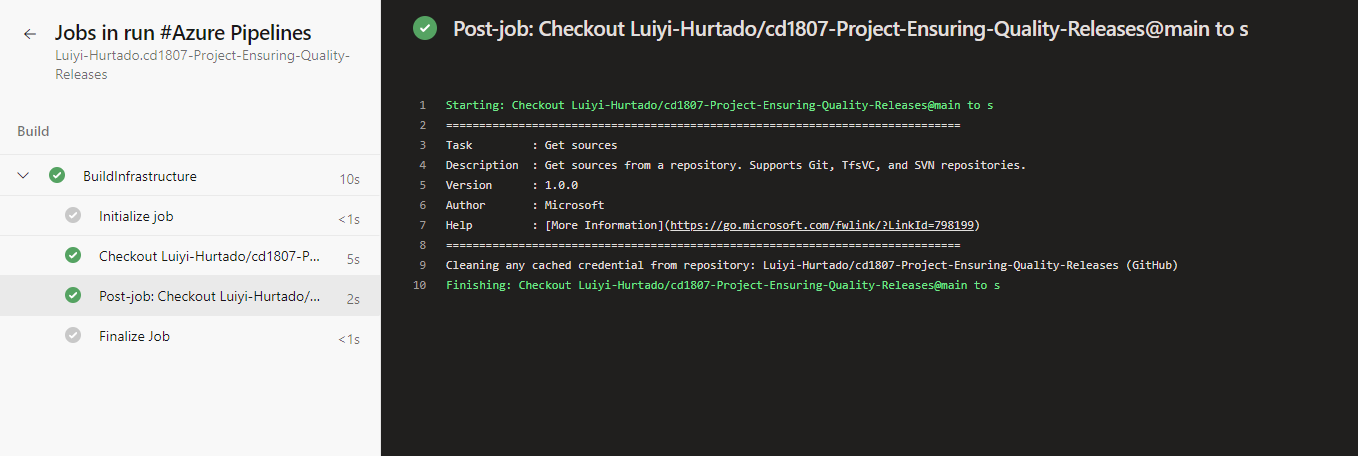 Jobs in run #Azure Pipelines
Luiyi-Hurtado.cd1807-Project-Ensuring-Quality-
Releases
Build
BuildInfrastructure 10s
Initialize job <1s
Checkout Luiyi-Hurtado/cd1807-P... 5s
Post-job: Checkout Luiyi-Hurtado/... 2s
Finalize Job <1s
Post-job: Checkout Luiyi-Hurtado/cd1807-Project-Ensuring-Quality-Releases@main to s
1 Starting: Checkout Luiyi-Hurtado/cd1807-Project-Ensuring-Quality-Releases@main to s
2 ==============================================================================
3 Task : Get sources
4 Description : Get sources from a repository. Supports Git, TfsVC, and SVN repositories.
5 Version : 1.0.0
6 Author : Microsoft
7 Help : [More Information](https://go.microsoft.com/fwlink/?LinkId=798199)
8 ==============================================================================
9 Cleaning any cached credential from repository: Luiyi-Hurtado/cd1807-Project-Ensuring-Quality-Releases (GitHub)
10 Finishing: Checkout Luiyi-Hurtado/cd1807-Project-Ensuring-Quality-Releases@main to s